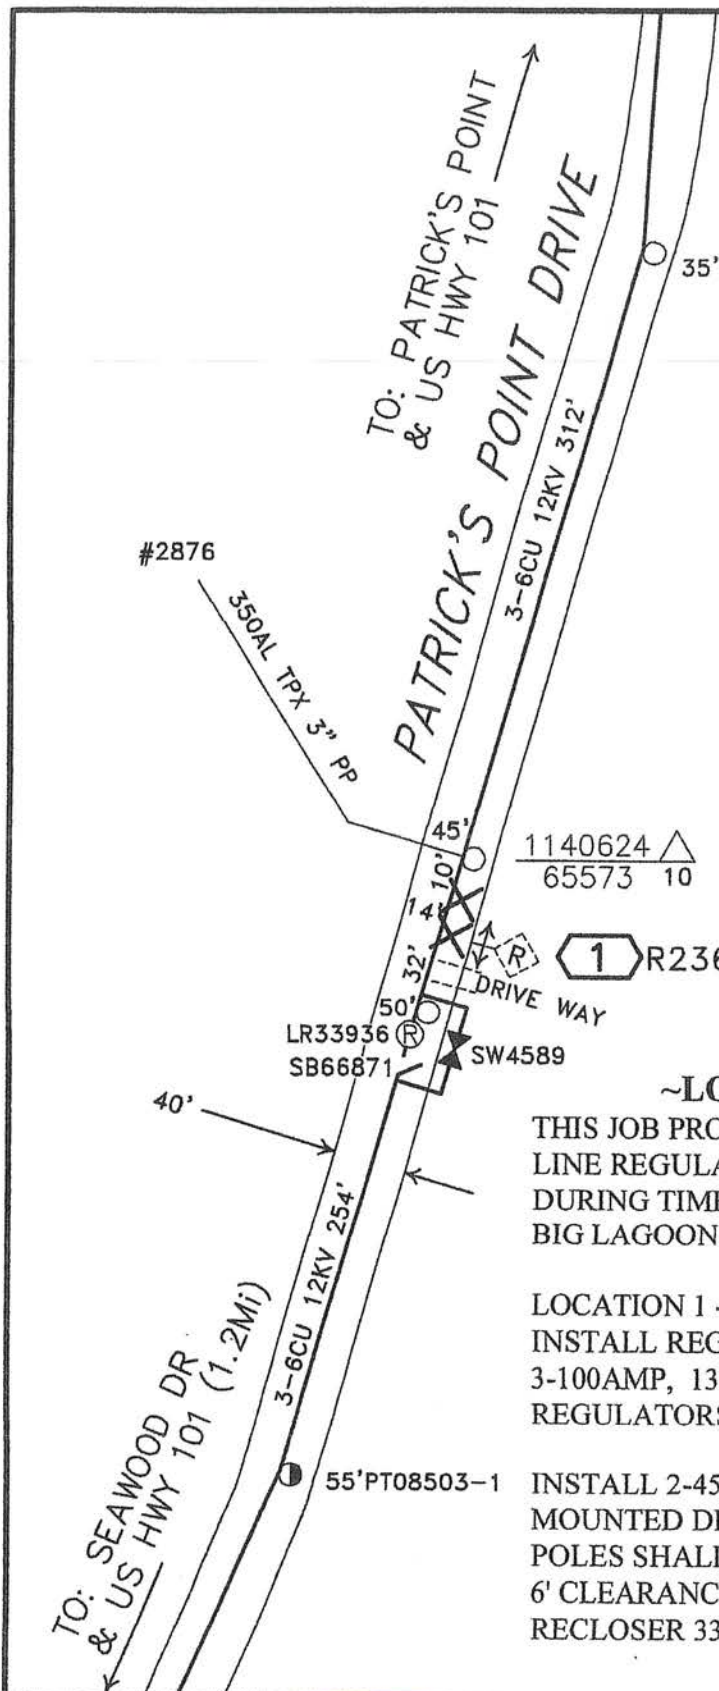 TO: PATRICK'S POINT
& US HWY 101
PATRICK'S POINT DRIVE
35'
3-6CU 12KV 312'
#2876
350AL TPX 3" PP
45'
10'
1140624
65573 10
14'
R
1 R236
32'
DRIVE WAY
50'
LR33936 R
SB66871
SW4589
40'
~LO
THIS JOB PRO
LINE REGULA
DURING TIM
BIG LAGOON
LOCATION 1 -
INSTALL REG
3-100AMP, 13
REGULATORS
3-6CU 12KV 254'
55'PT08503-1
INSTALL 2-45
MOUNTED DE
POLES SHALL
6' CLEARANC
RECLOSER 33
TO: SEAWOOD DR
& US HWY 101 (1.2Mi)